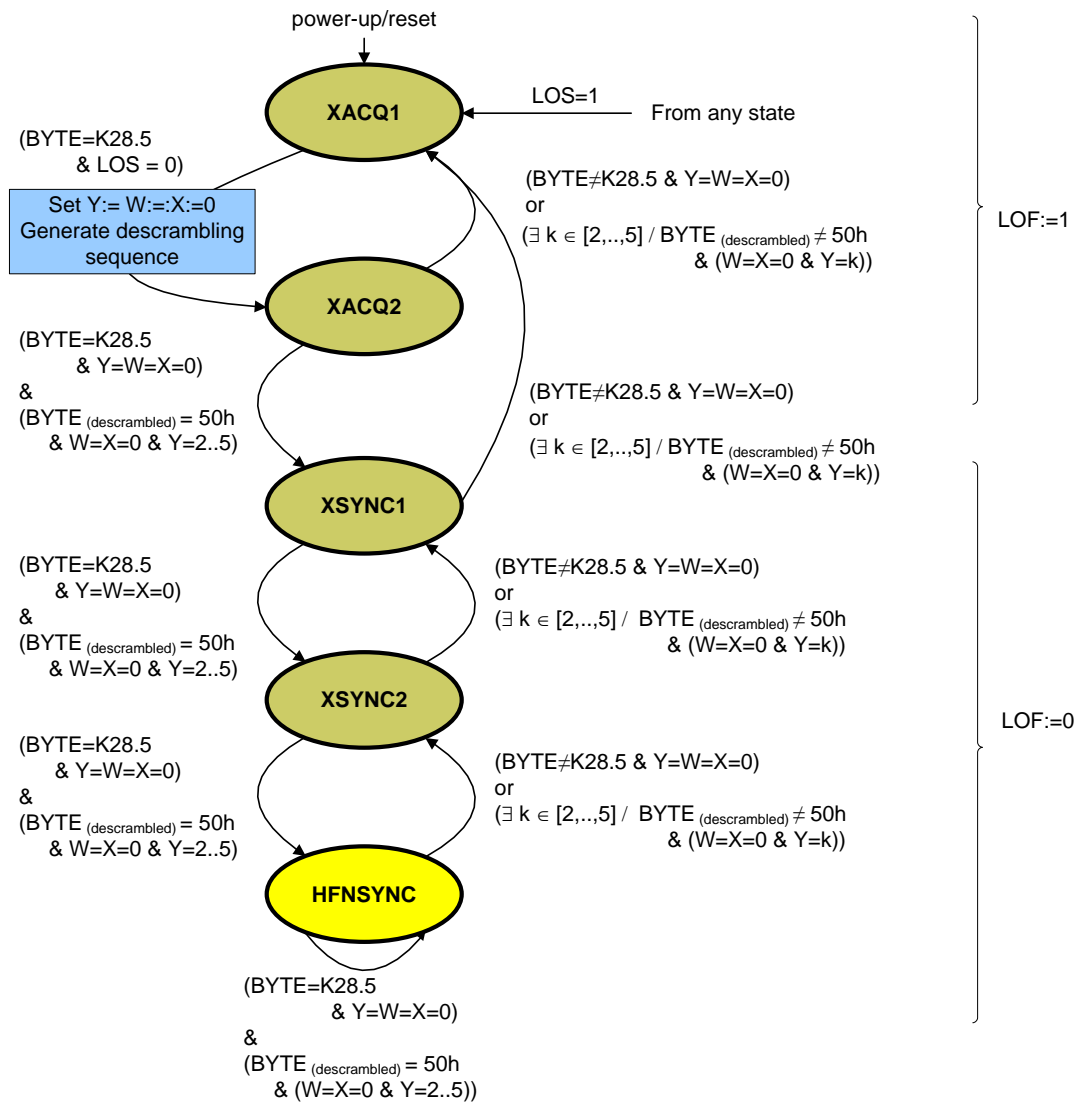 power-up/reset
XACQ1
LOS=1
From any state
(BYTE=K28.5
& LOS = 0)
Set Y:= W:=:X:=0
Generate descrambling
sequence
(BYTE≠K28.5 & Y=W=X=0)
or
(∃ k ∈ [2,..,5] / BYTE (descrambled) ≠ 50h
& (W=X=0 & Y=k))
LOF:=1
XACQ2
(BYTE=K28.5
& Y=W=X=0)
&
(BYTE (descrambled) = 50h
& W=X=0 & Y=2..5)
(BYTE≠K28.5 & Y=W=X=0)
or
(∃ k ∈ [2,..,5] / BYTE (descrambled) ≠ 50h
& (W=X=0 & Y=k))
XSYNC1
(BYTE=K28.5
& Y=W=X=0)
&
(BYTE (descrambled) = 50h
& W=X=0 & Y=2..5)
(BYTE≠K28.5 & Y=W=X=0)
or
(∃ k ∈ [2,..,5] / BYTE (descrambled) ≠ 50h
& (W=X=0 & Y=k))
XSYNC2
LOF:=0
(BYTE=K28.5
& Y=W=X=0)
&
(BYTE (descrambled) = 50h
& W=X=0 & Y=2..5)
(BYTE≠K28.5 & Y=W=X=0)
or
(∃ k ∈ [2,..,5] / BYTE (descrambled) ≠ 50h
& (W=X=0 & Y=k))
HFNSYNC
(BYTE=K28.5
& Y=W=X=0)
&
(BYTE (descrambled) = 50h
& (W=X=0 & Y=2..5))